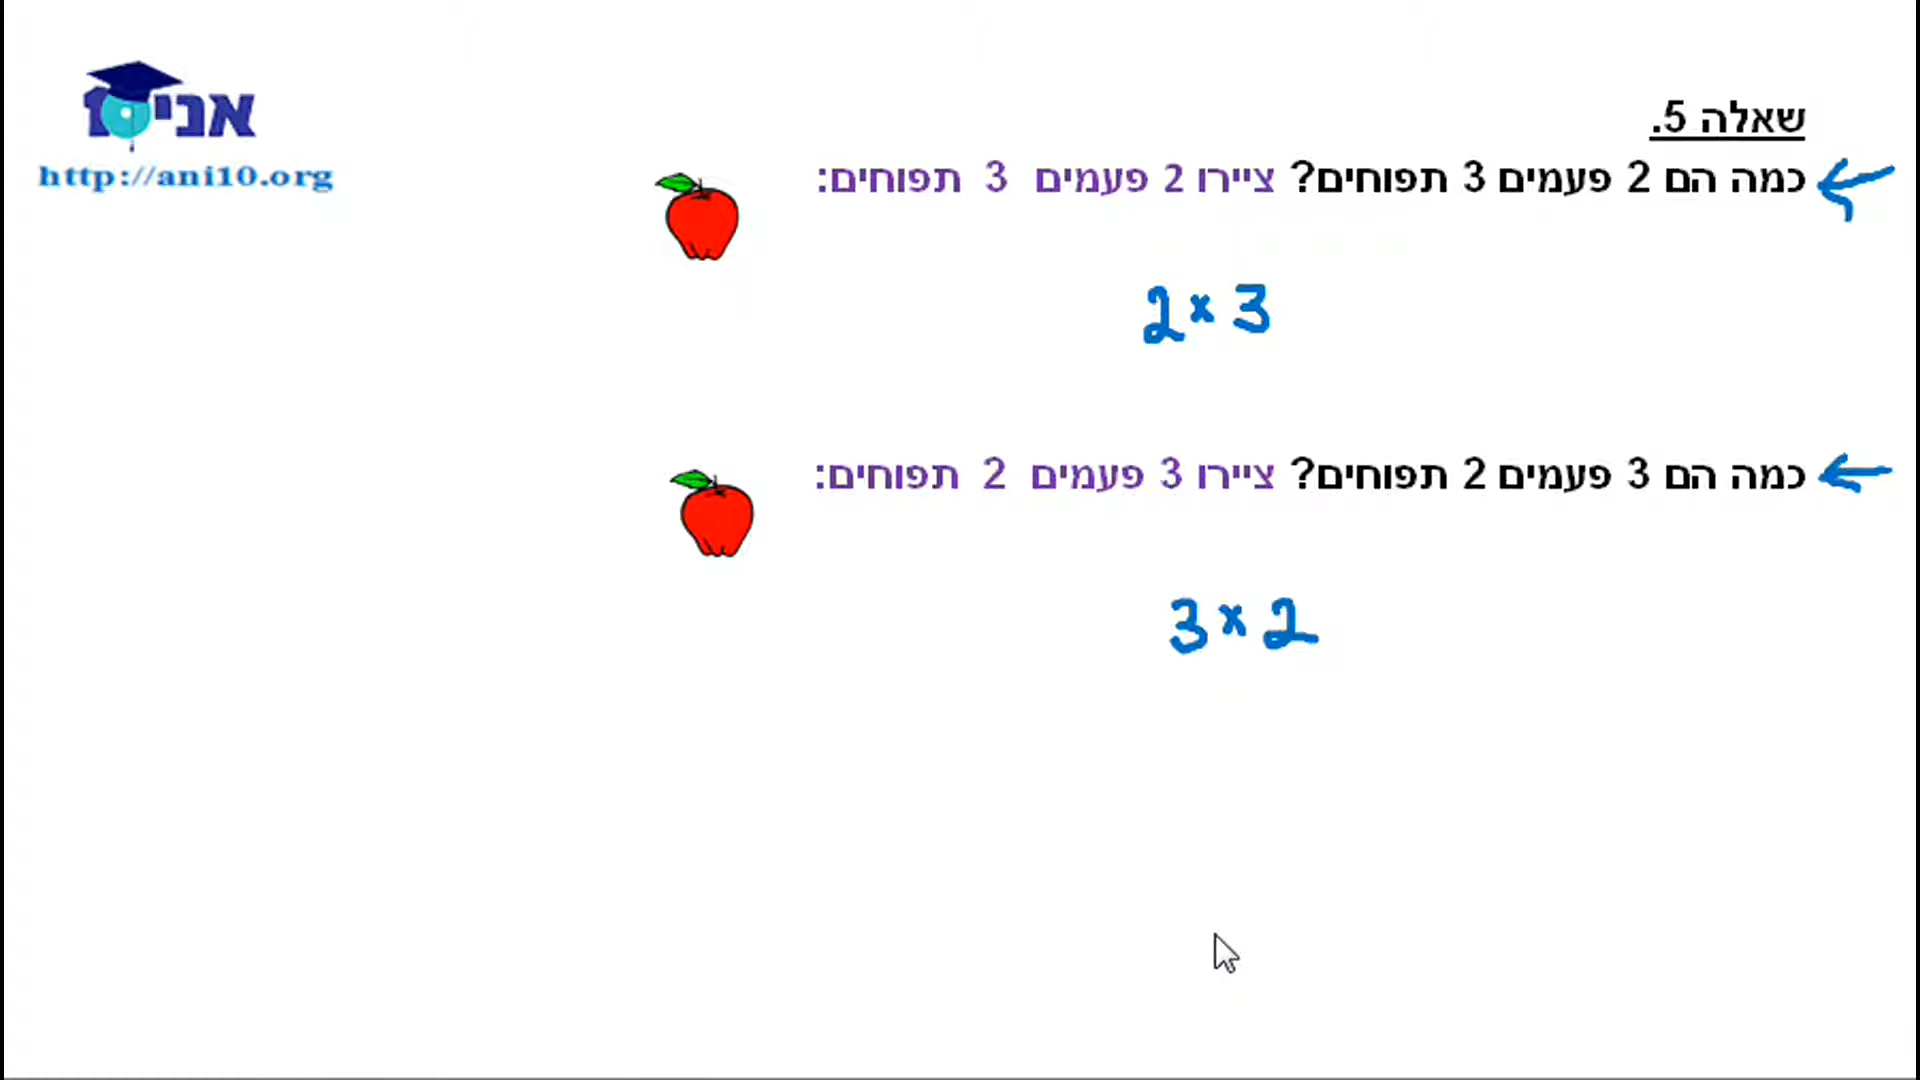 אני10
http://ani10.org
שאלה 5.
כמה הם 2 פעמים 3 תפוחים? ציירו 2 פעמים 3 תפוחים:
2 × 3
כמה הם 3 פעמים 2 תפוחים? ציירו 3 פעמים 2 תפוחים:
3 × 2